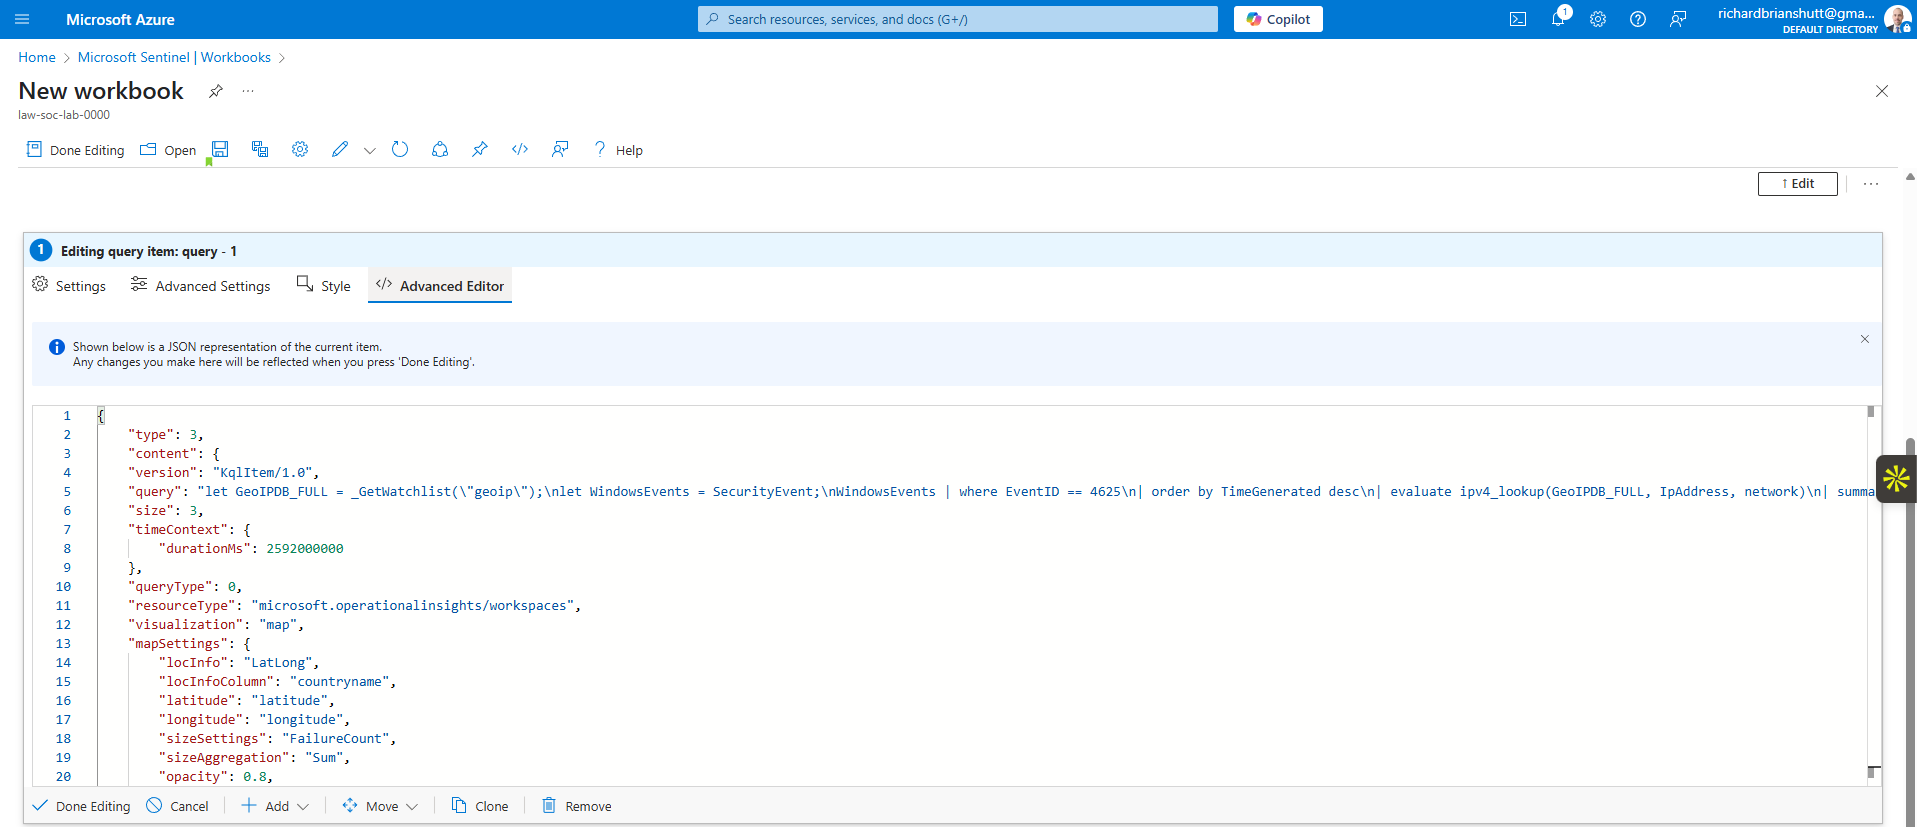 Microsoft Azure
Search resources, services, and docs (G+/)
Copilot
1
richardbrianshutt@gma...
DEFAULT DIRECTORY
Home > Microsoft Sentinel | Workbooks >
New workbook
law-soc-lab-0000
Done Editing
Open
Help
↑ Edit
1
Editing query item: query - 1
Settings
Advanced Settings
Style
Advanced Editor
Shown below is a JSON representation of the current item.
Any changes you make here will be reflected when you press 'Done Editing'.
1 {
2 "type": 3,
3 "content": {
4 "version": "KqlItem/1.0",
5 "query": "let GeoIPDB_FULL = _GetWatchlist(\"geoip\");\nlet WindowsEvents = SecurityEvent;\nWindowsEvents | where EventID == 4625\n| order by TimeGenerated desc\n| evaluate ipv4_lookup(GeoIPDB_FULL, IpAddress, network)\n| summa
6 "size": 3,
7 "timeContext": {
8 "durationMs": 2592000000
9 },
10 "queryType": 0,
11 "resourceType": "microsoft.operationalinsights/workspaces",
12 "visualization": "map",
13 "mapSettings": {
14 "locInfo": "LatLong",
15 "locInfoColumn": "countryname",
16 "latitude": "latitude",
17 "longitude": "longitude",
18 "sizeSettings": "FailureCount",
19 "sizeAggregation": "Sum",
20 "opacity": 0.8,
Done Editing
Cancel
Add
Move
Clone
Remove